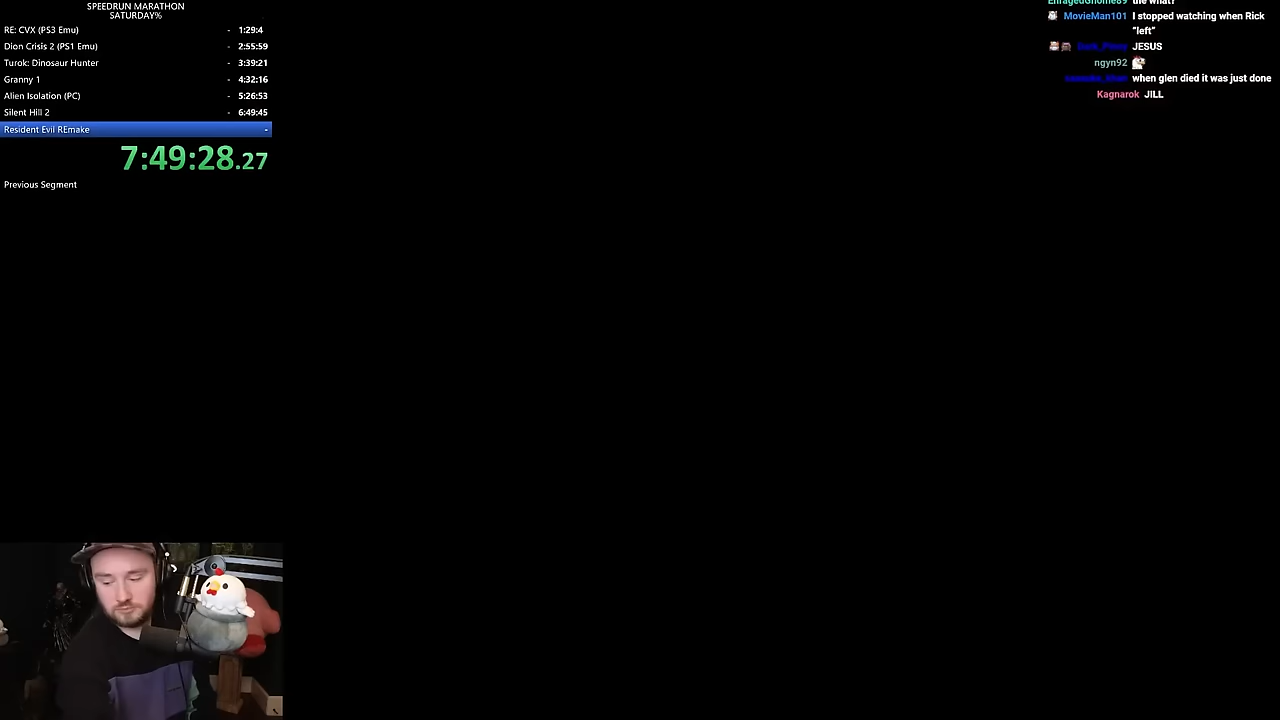 SPEEDRUN MARATHON
SATURDAY%
RE: CVX (PS3 Emu) - 1:29:4
Dion Crisis 2 (PS1 Emu) - 2:55:59
Turok: Dinosaur Hunter - 3:39:21
Granny 1 - 4:32:16
Alien Isolation (PC) - 5:26:53
Silent Hill 2 - 6:49:45
Resident Evil REmake -
7:49:28.27
Previous Segment
EnragedGnome89 the what?
MovieMan101 I stopped watching when Rick
"left"
JESUS
ngyn92
when glen died it was just done
Kagnarok JILL